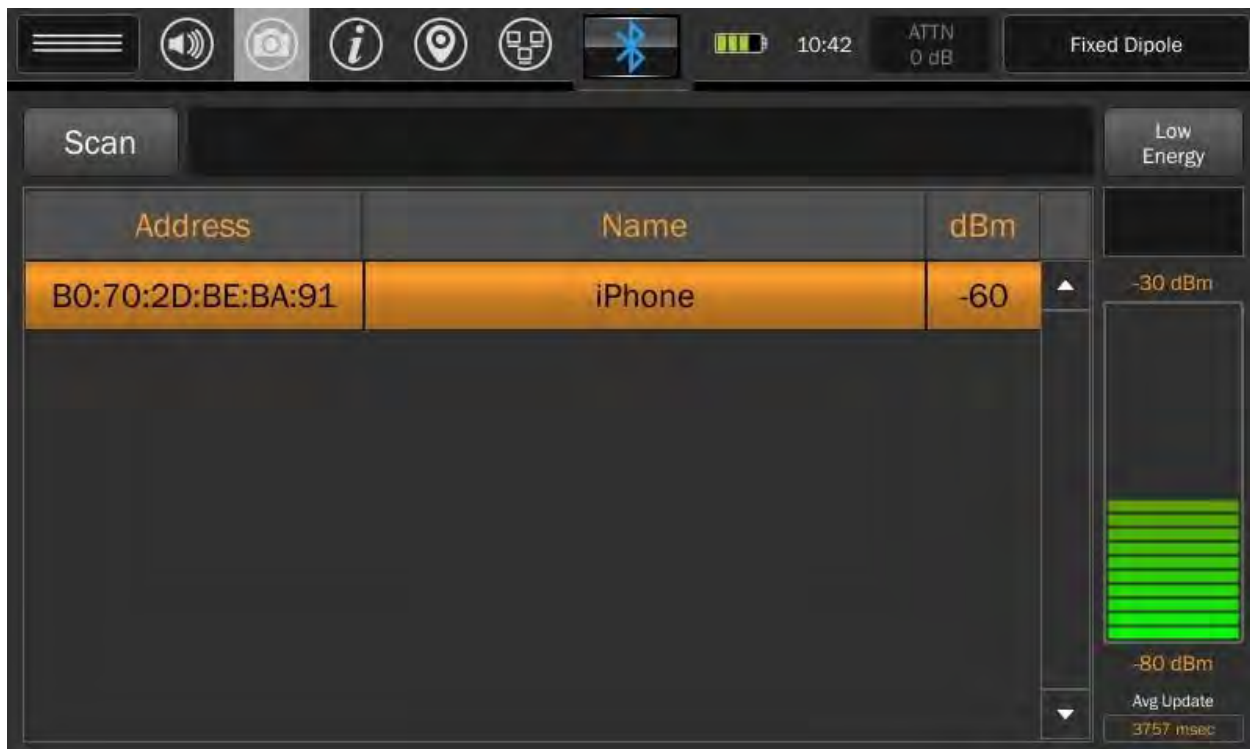 10:42
ATTN
0 dB
Fixed Dipole
Scan
Low
Energy
Address Name dBm
B0:70:2D:BE:BA:91 iPhone -60
-30 dBm
-80 dBm
Avg Update
3757 msec